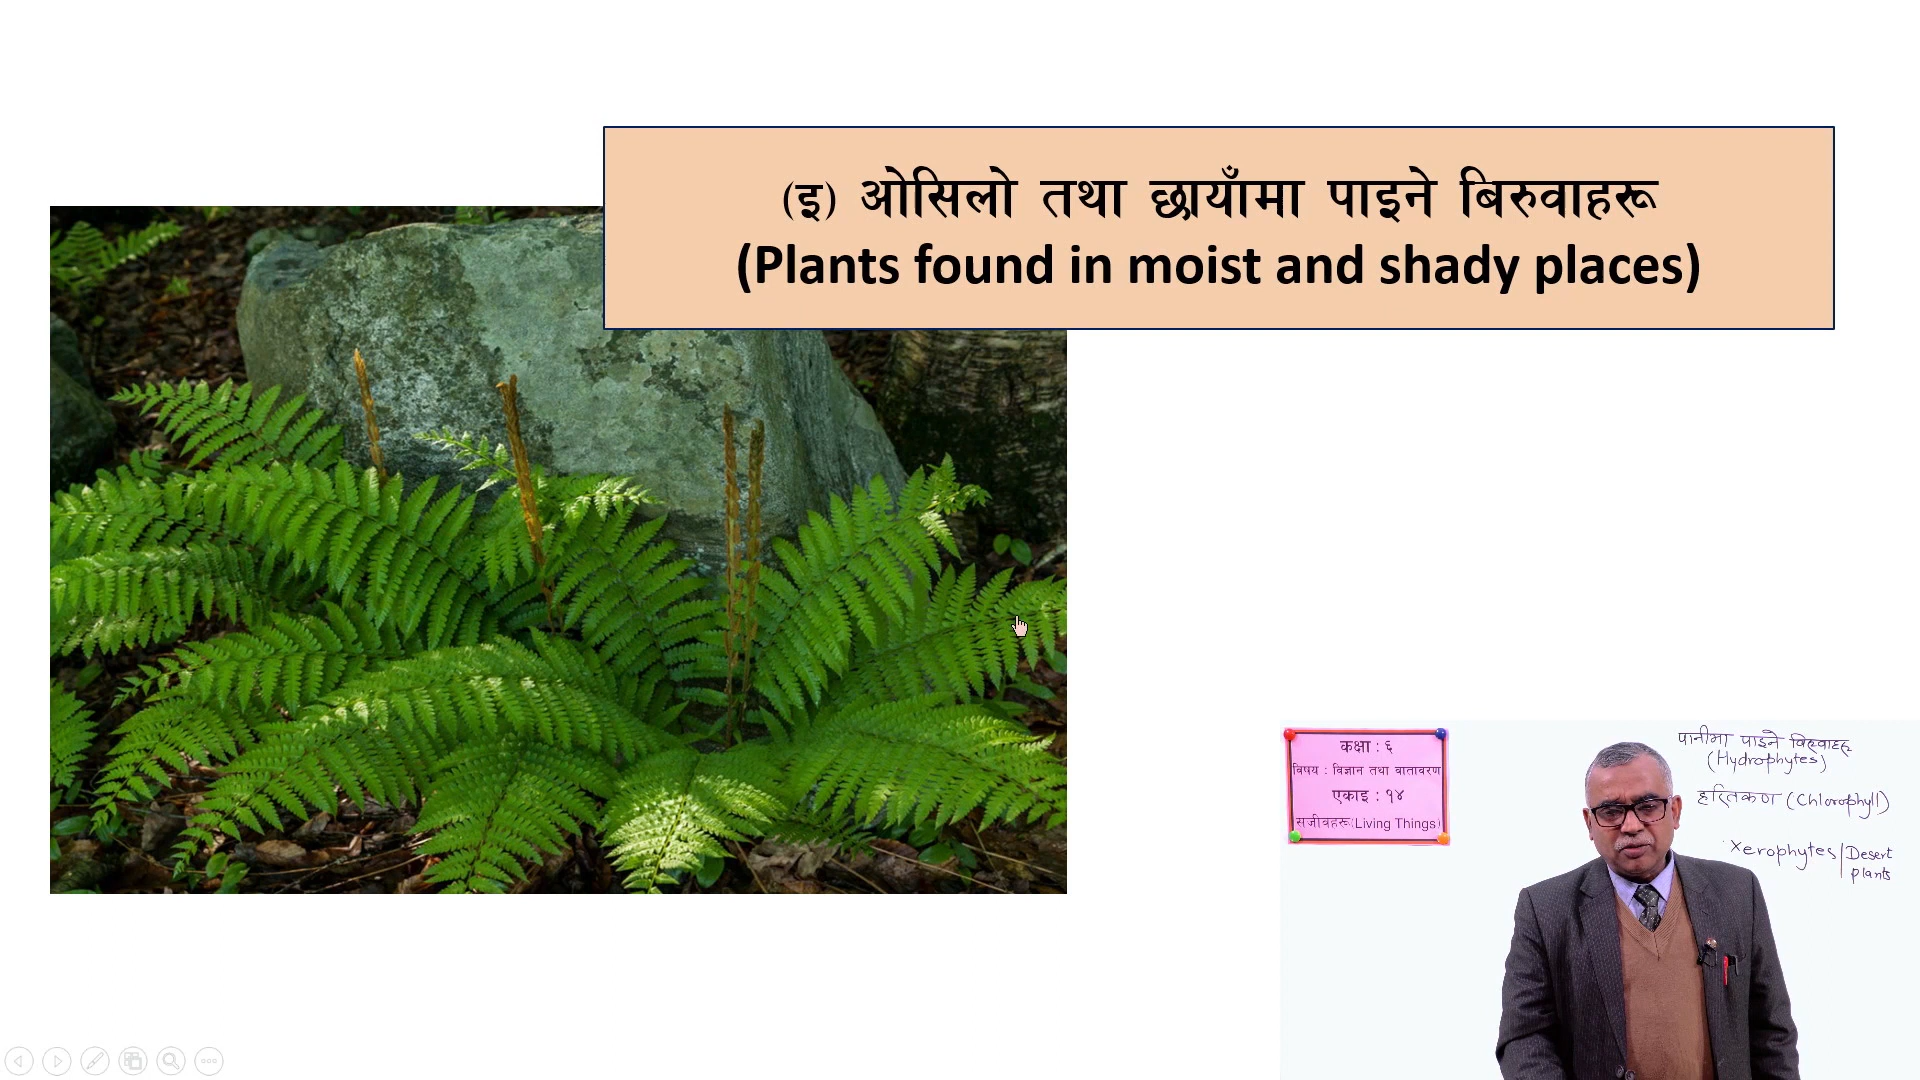 (इ) ओसिलो तथा छायाँमा पाइने बिरुवाहरू
(Plants found in moist and shady places)
कक्षा : ६
विषय : विज्ञान तथा वातावरण
एकाइ : १४
सजीवहरू(Living Things)
पानीमा पाइने बिरुवाहरू
(Hydrophytes)
हरितकण (Chlorophyll)
Xerophytes/Desert
plants